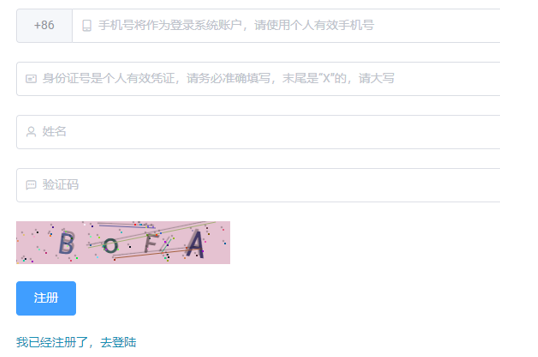 +86 手机号将作为登录系统账户，请使用个人有效手机号
身份证号是个人有效凭证，请务必准确填写，末尾是"X"的，请大写
姓名
验证码
B O F A
注册
我已经注册了，去登陆